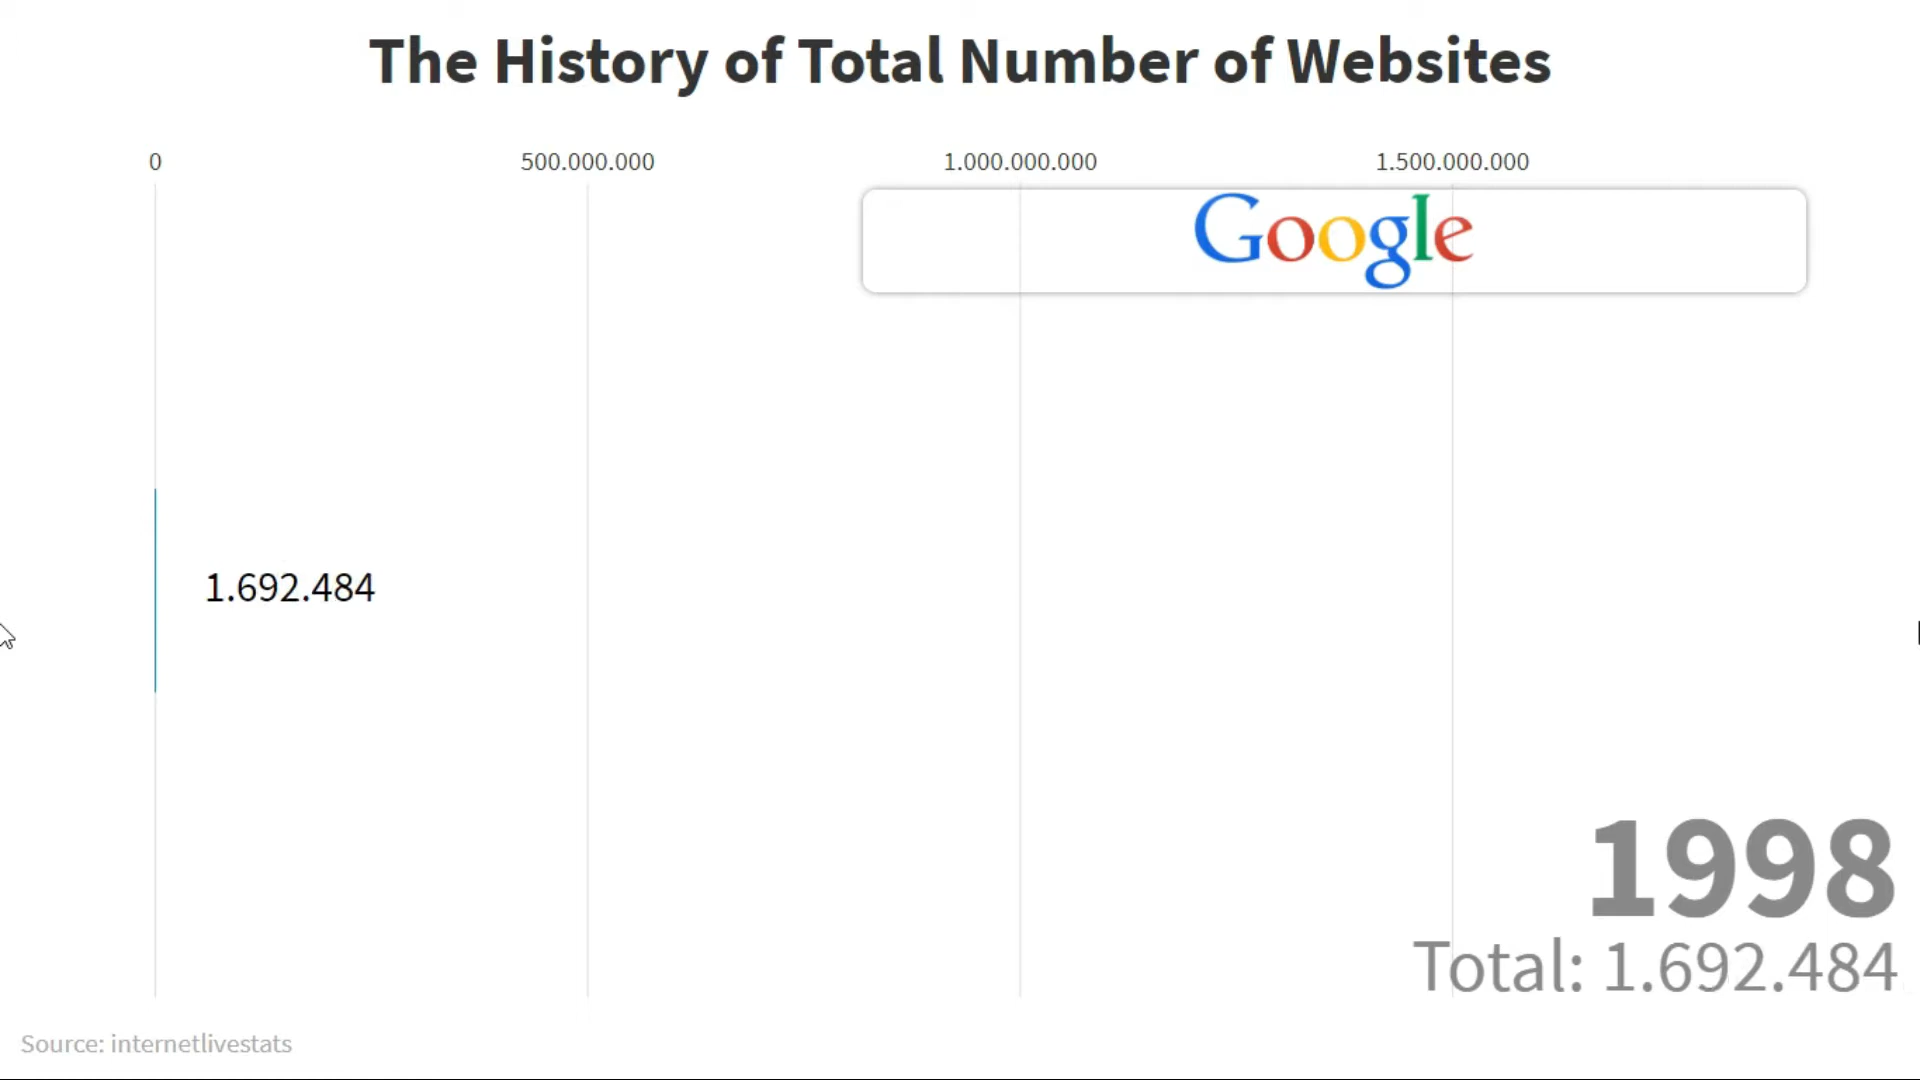 The History of Total Number of Websites
0 500.000.000 1.000.000.000 1.500.000.000
Google
1.692.484
1998
Total: 1.692.484
Source: internetlivestats